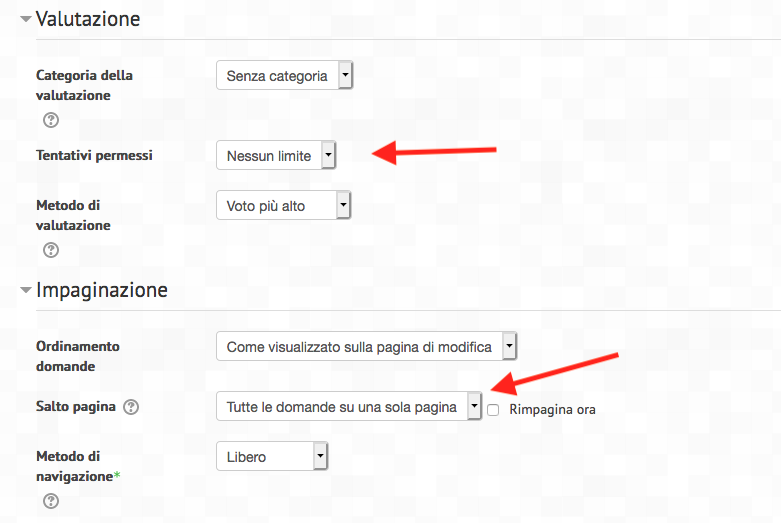 Valutazione
Categoria della
valutazione
Senza categoria
Tentativi permessi
Nessun limite
Metodo di
valutazione
Voto più alto
Impaginazione
Ordinamento
domande
Come visualizzato sulla pagina di modifica
Salto pagina
Tutte le domande su una sola pagina
Rimpagina ora
Metodo di
navigazione*
Libero